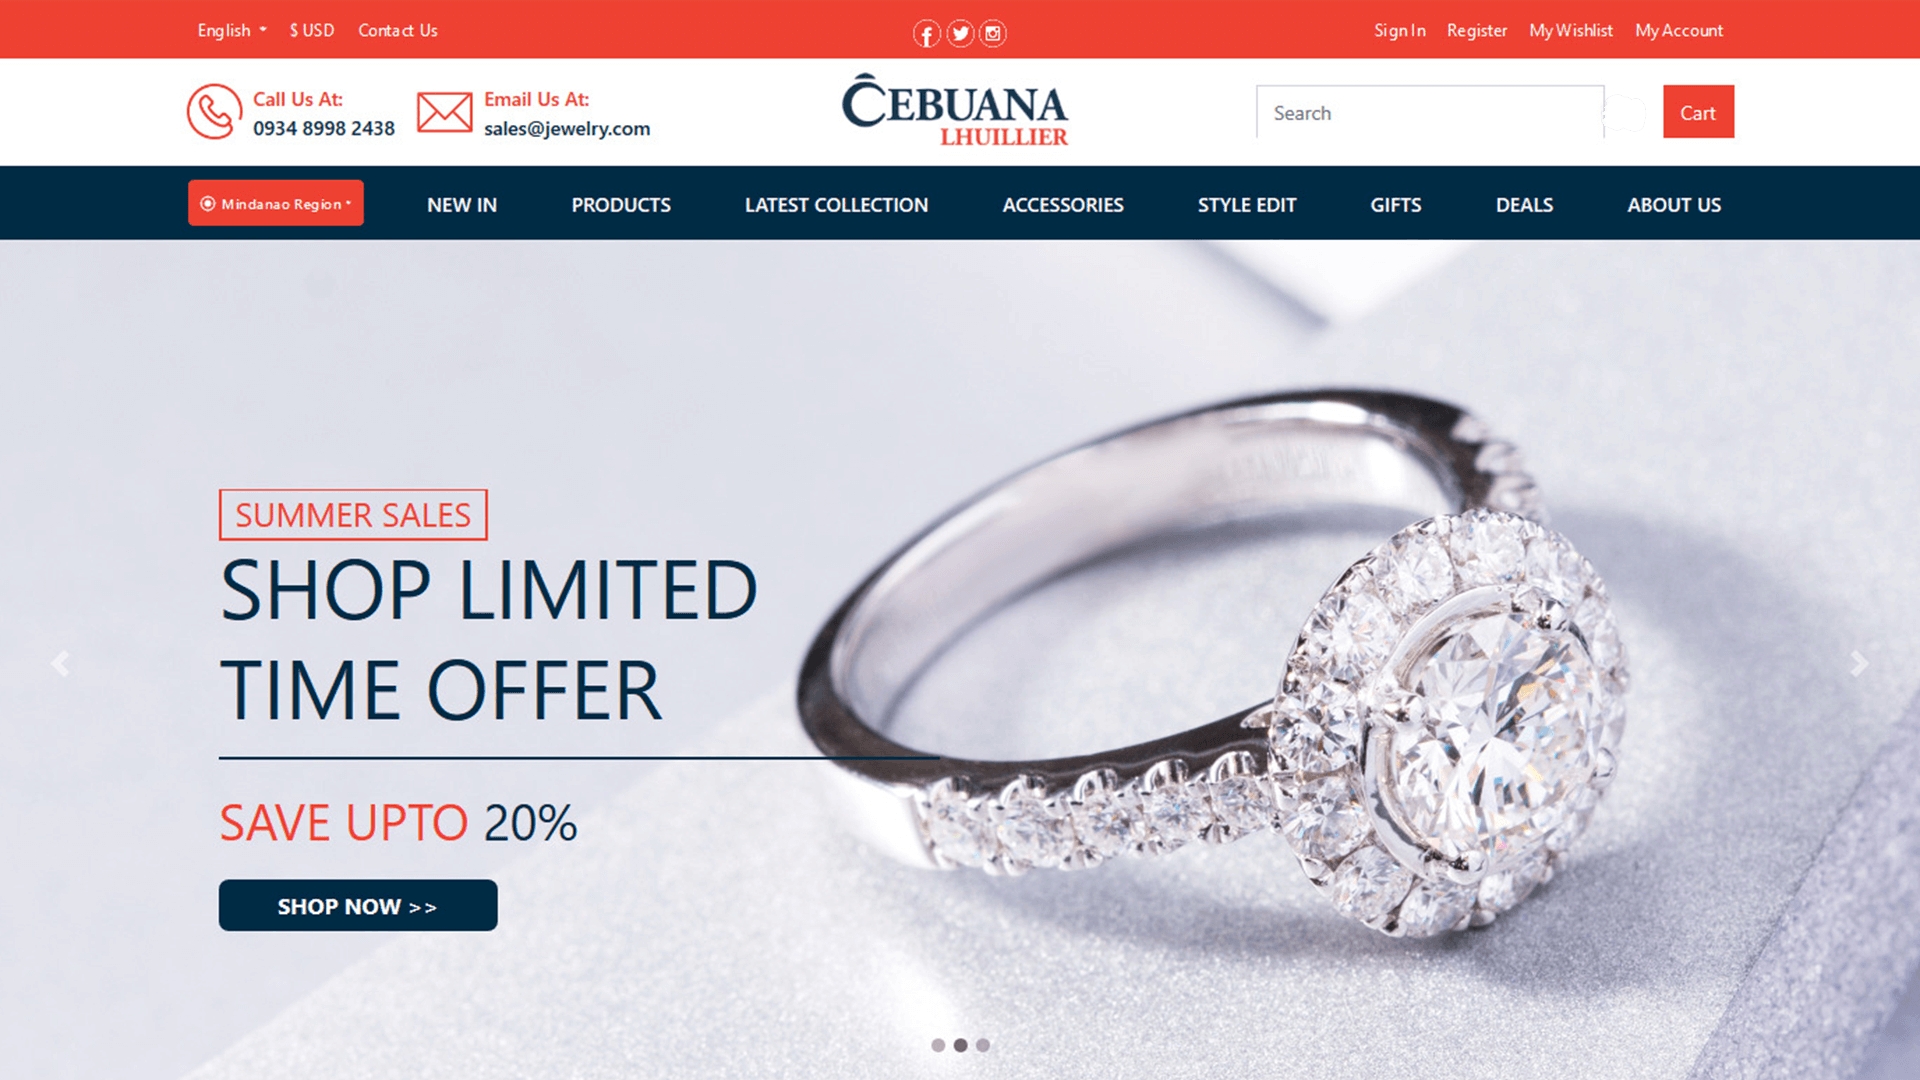 English
$ USD
Contact Us
Sign In
Register
My Wishlist
My Account
Call Us At:
0934 8998 2438
Email Us At:
sales@jewelry.com
CEBUANA
LHUILLIER
Search
Cart
Mindanao Region
NEW IN
PRODUCTS
LATEST COLLECTION
ACCESSORIES
STYLE EDIT
GIFTS
DEALS
ABOUT US
SUMMER SALES
SHOP LIMITED
TIME OFFER
SAVE UPTO 20%
SHOP NOW >>